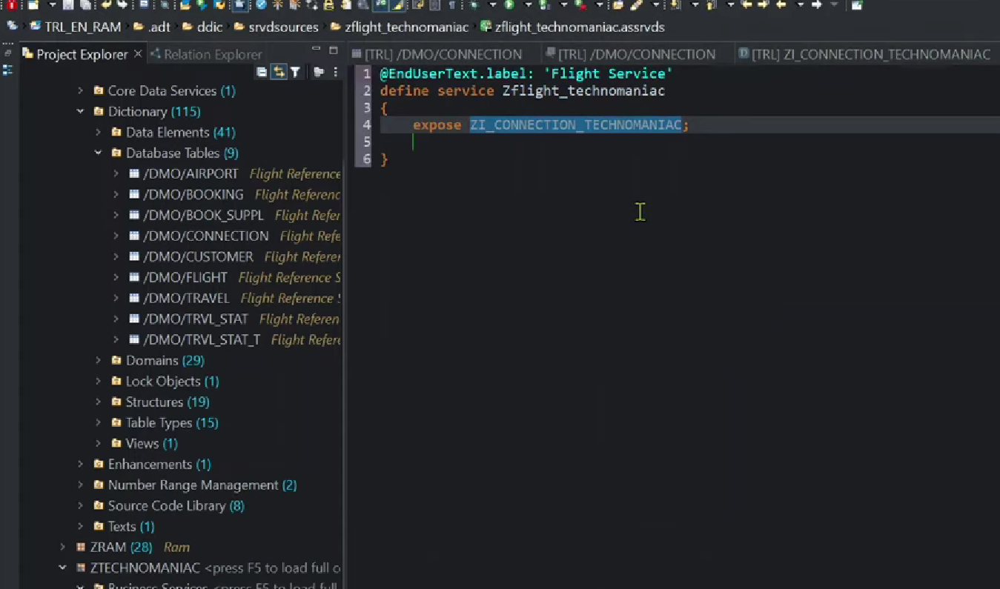 TRL_EN_RAM .adt ddic srvdsources zflight_technomaniac zflight_technomaniac.assrvds
Project Explorer Relation Explorer
Core Data Services (1)
Dictionary (115)
Data Elements (41)
Database Tables (9)
/DMO/AIRPORT Flight Reference
/DMO/BOOKING Flight Referenc
/DMO/BOOK_SUPPL Flight Refer
/DMO/CONNECTION Flight Refe
/DMO/CUSTOMER Flight Referen
/DMO/FLIGHT Flight Reference S
/DMO/TRAVEL Flight Reference S
/DMO/TRVL_STAT Flight Referen
/DMO/TRVL_STAT_T Flight Refere
Domains (29)
Lock Objects (1)
Structures (19)
Table Types (15)
Views (1)
Enhancements (1)
Number Range Management (2)
Source Code Library (8)
Texts (1)
ZRAM (28) Ram
ZTECHNOMANIAC <press F5 to load full c
Business Services <press F5 to load full
[TRL] /DMO/CONNECTION [TRL] /DMO/CONNECTION [TRL] ZI_CONNECTION_TECHNOMANIAC
1 @EndUserText.label: 'Flight Service'
2 define service Zflight_technomaniac
3 {
4 expose ZI_CONNECTION_TECHNOMANIAC;
5
6 }